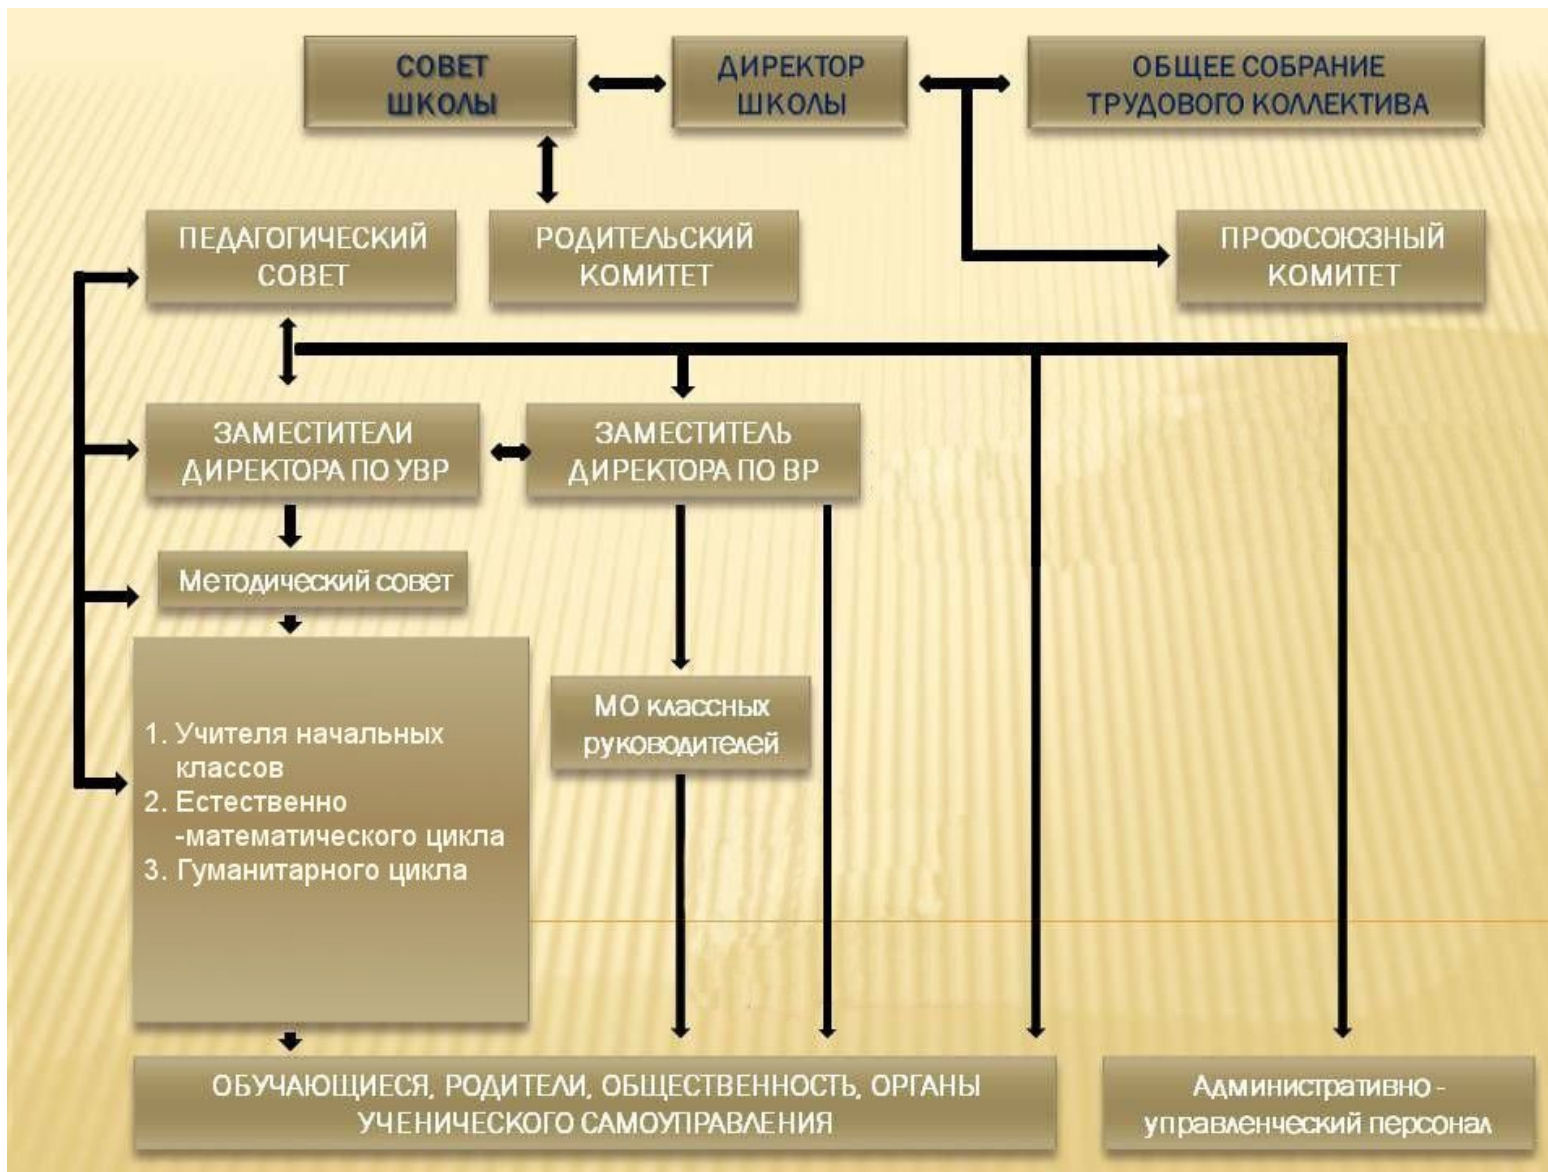 СОВЕТ
ШКОЛЫ
ДИРЕКТОР
ШКОЛЫ
ОБЩЕЕ СОБРАНИЕ
ТРУДОВОГО КОЛЛЕКТИВА
ПЕДАГОГИЧЕСКИЙ
СОВЕТ
РОДИТЕЛЬСКИЙ
КОМИТЕТ
ПРОФСОЮЗНЫЙ
КОМИТЕТ
ЗАМЕСТИТЕЛИ
ДИРЕКТОРА ПО УВР
ЗАМЕСТИТЕЛЬ
ДИРЕКТОРА ПО ВР
Методический совет
1. Учителя начальных
классов
2. Естественно
-математического цикла
3. Гуманитарного цикла
МО классных
руководителей
ОБУЧАЮЩИЕСЯ, РОДИТЕЛИ, ОБЩЕСТВЕННОСТЬ, ОРГАНЫ
УЧЕНИЧЕСКОГО САМОУПРАВЛЕНИЯ
Административно -
управленческий персонал